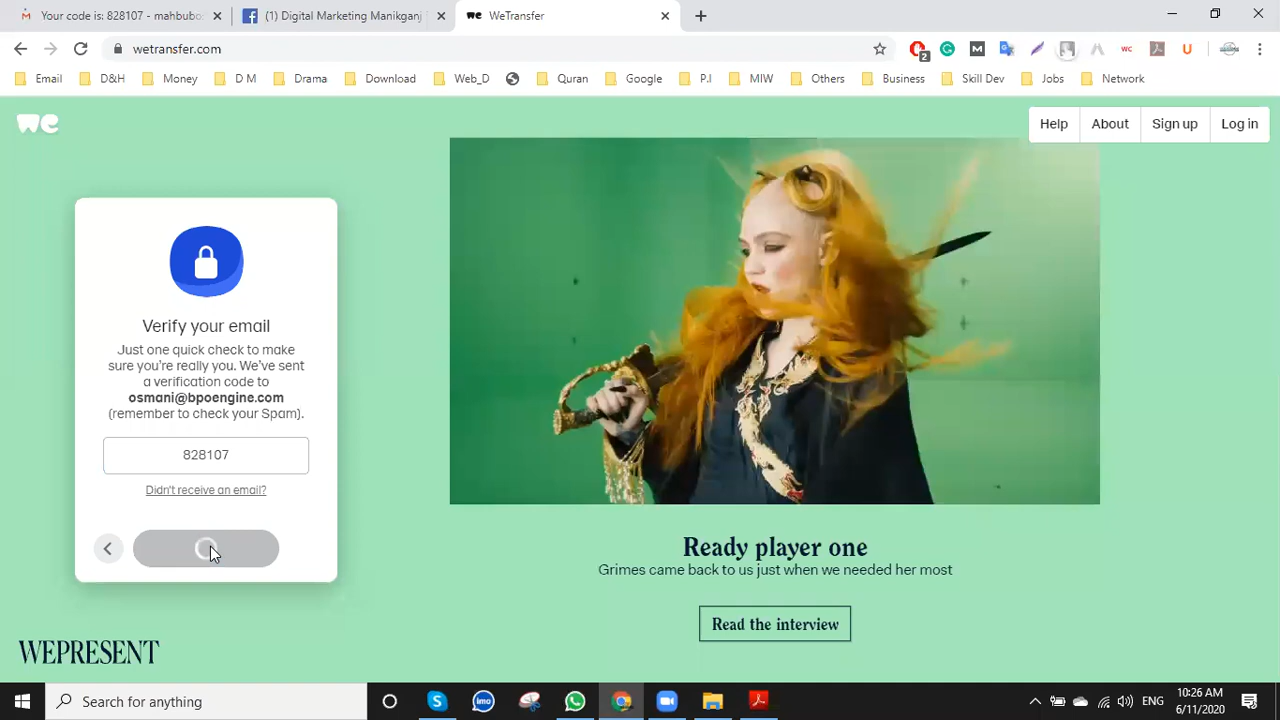 Your code is: 828107 - mahbubo
(1) Digital Marketing Manikganj
WeTransfer
wetransfer.com
2
Email
D&H
Money
D M
Drama
Download
Web_D
Quran
Google
P.I
MIW
Others
Business
Skill Dev
Jobs
Network
we
Help
About
Sign up
Log in
Verify your email
Just one quick check to make
sure you're really you. We've sent
a verification code to
osmani@bpoengine.com
(remember to check your Spam).
828107
Didn't receive an email?
Ready player one
Grimes came back to us just when we needed her most
Read the interview
WEPRESENT
Search for anything
ENG
10:26 AM
6/11/2020